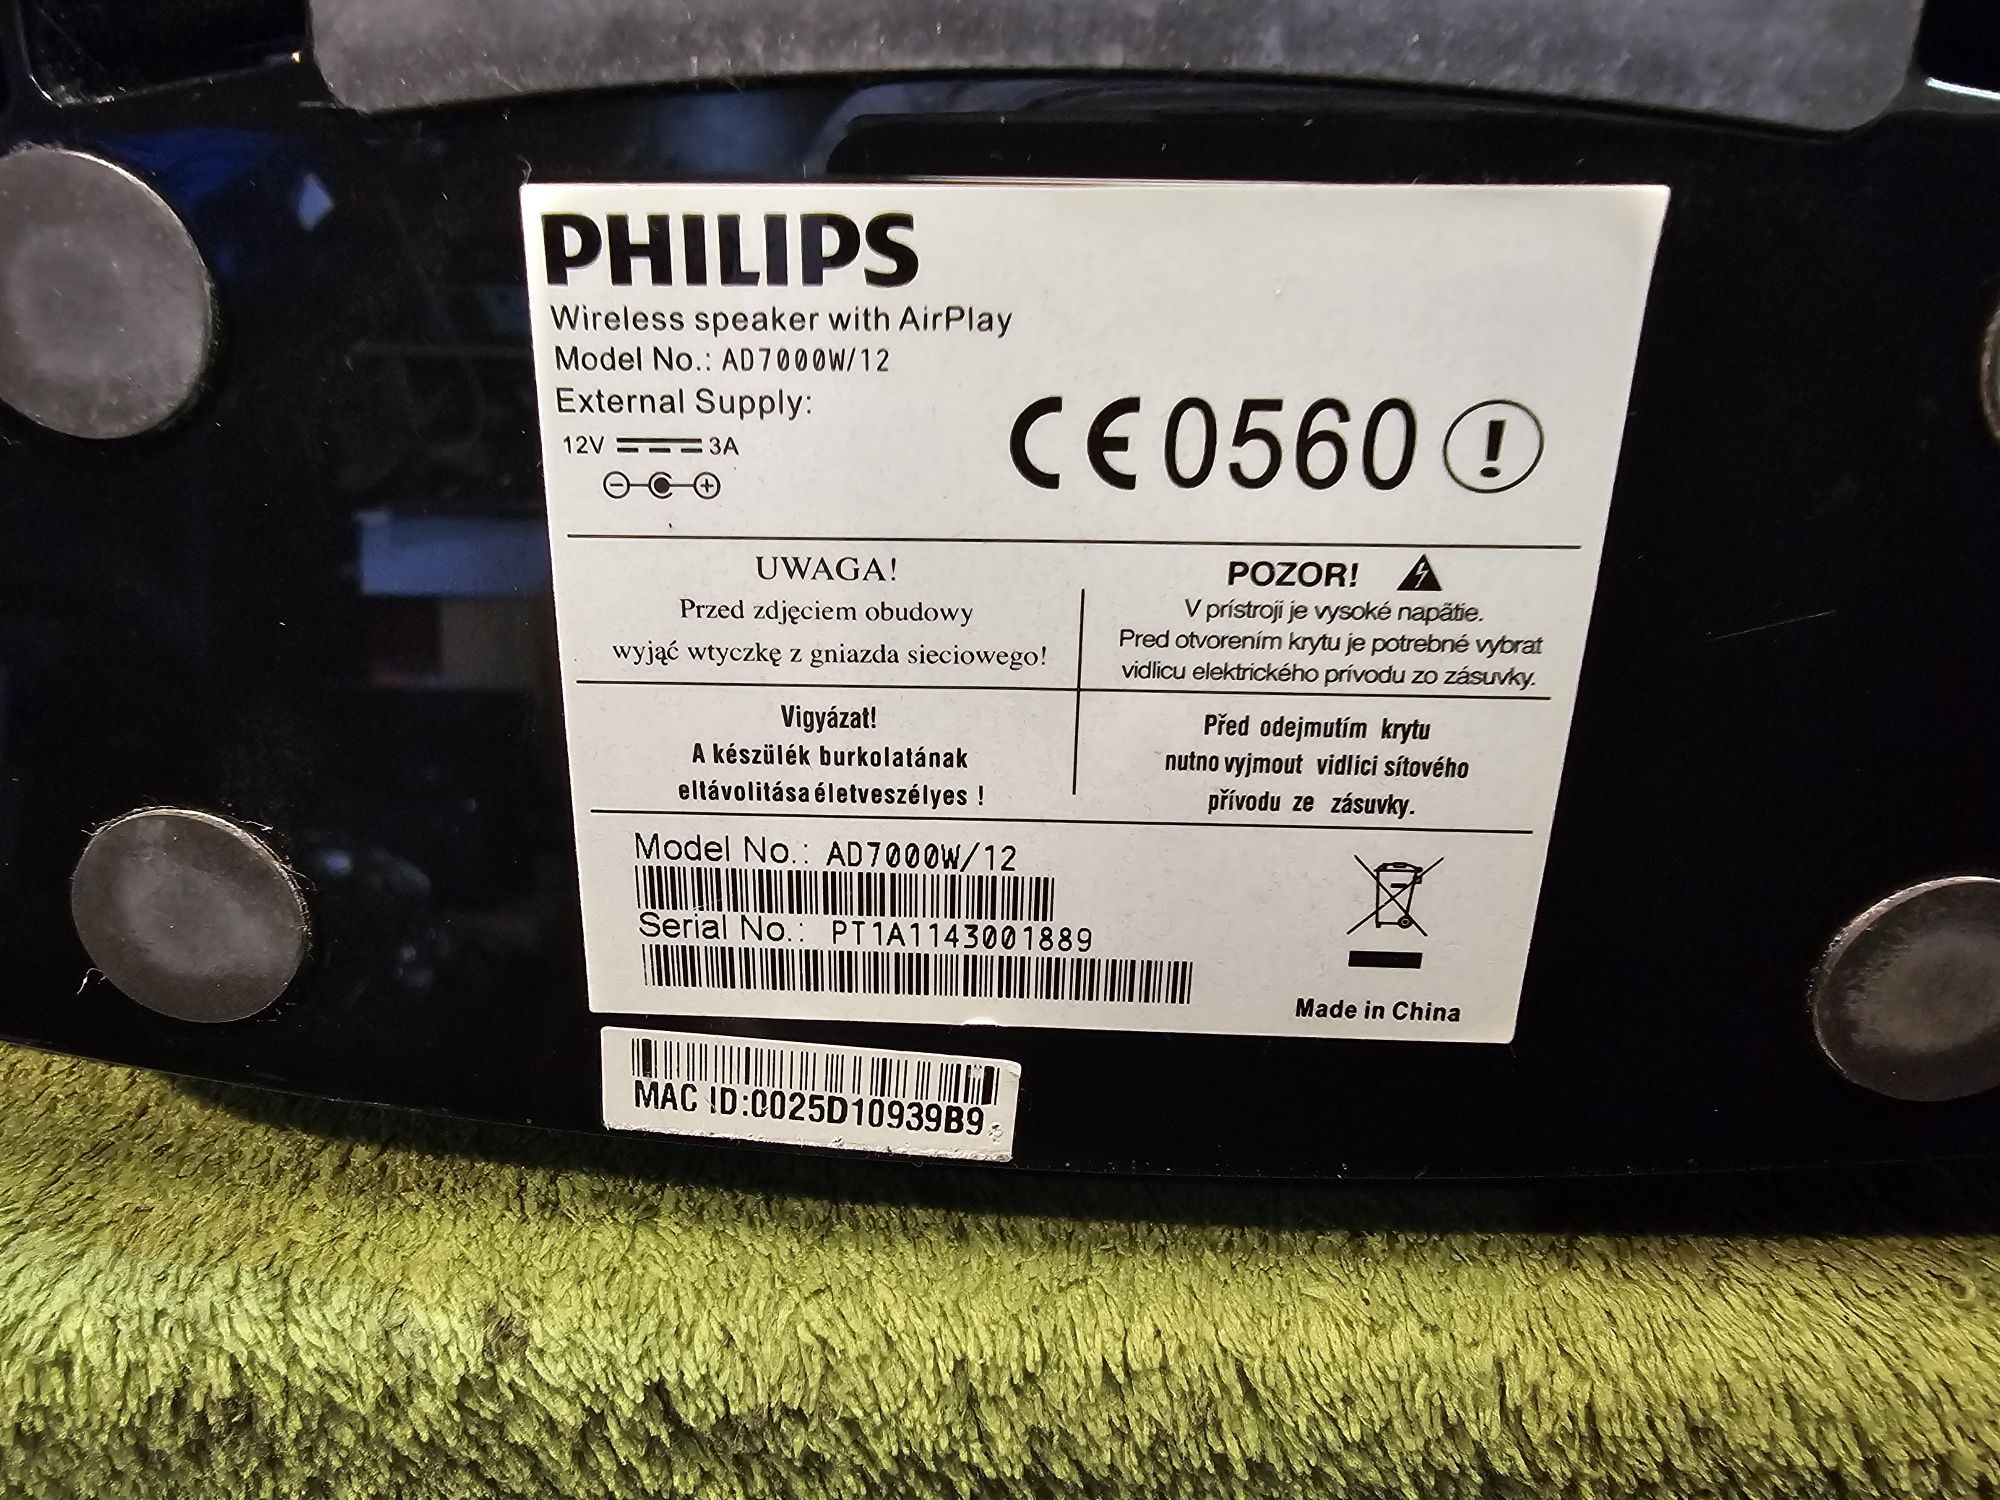 PHILIPS
Wireless speaker with AirPlay
Model No.: AD7000W/12
External Supply:
12V 3A
CE0560
UWAGA!
Przed zdjęciem obudowy
wyjąć wtyczkę z gniazda sieciowego!
POZOR!
V prístroji je vysoké napätie.
Pred otvorením krytu je potrebné vybrat
vidlicu elektrického prívodu zo zásuvky.
Vigyázat!
A készülék burkolatának
eltávolitása életveszélyes !
Před odejmutím krytu
nutno vyjmout vidlici sítového
přívodu ze zásuvky.
Model No.: AD7000W/12
Serial No.: PT1A1143001889
Made in China
MAC ID:0025D10939B9